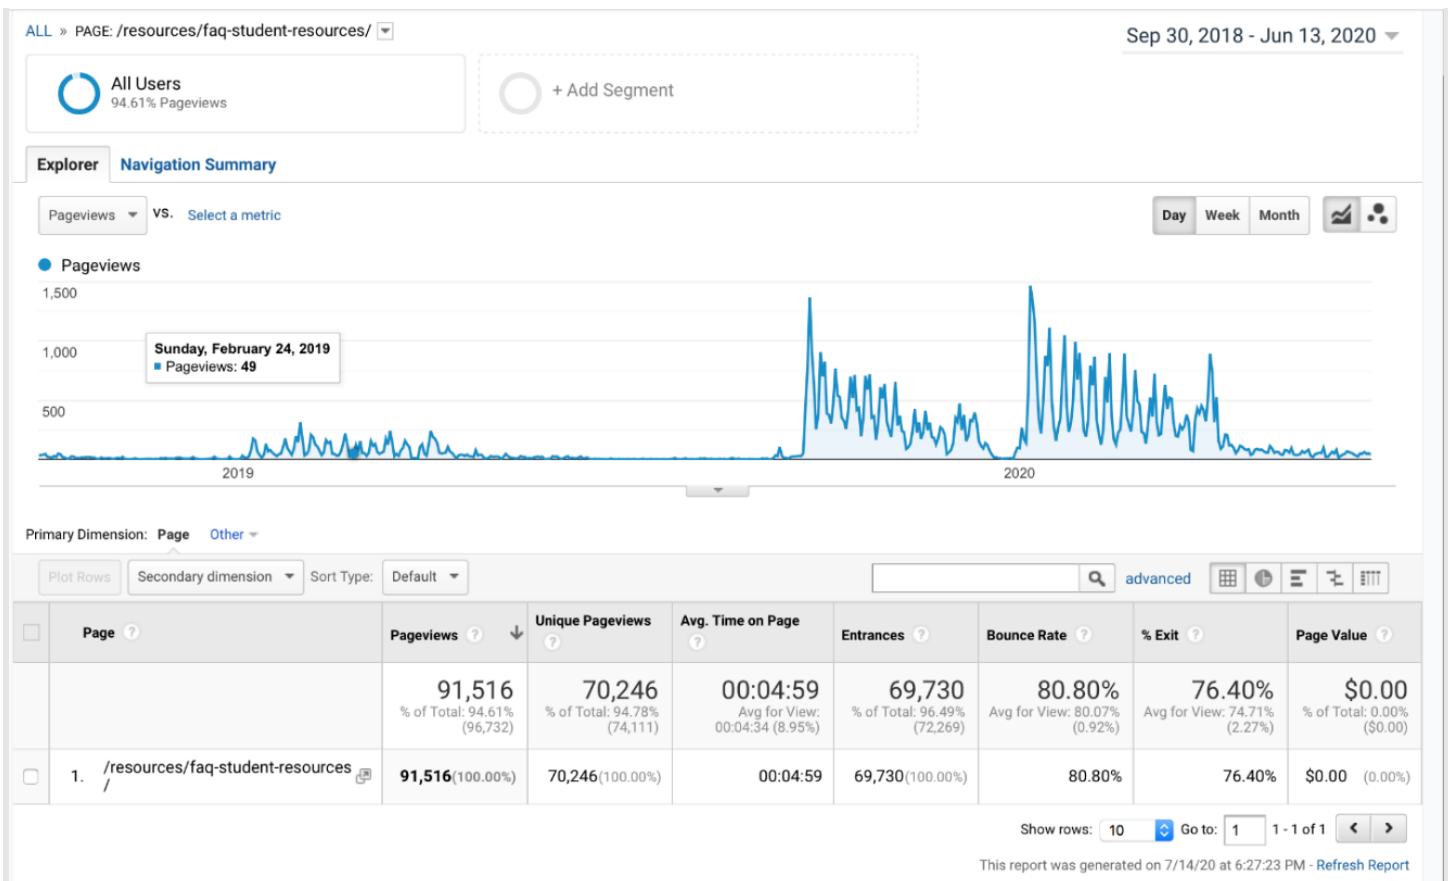 ALL » PAGE: /resources/faq-student-resources/
Sep 30, 2018 - Jun 13, 2020
All Users
94.61% Pageviews
+ Add Segment
Explorer Navigation Summary
Pageviews VS. Select a metric
Day Week Month
Pageviews
1,500
1,000
500
Sunday, February 24, 2019
Pageviews: 49
2019 2020
Primary Dimension: Page Other
Plot Rows Secondary dimension Sort Type: Default advanced
Page ? Pageviews ? Unique Pageviews ? Avg. Time on Page ? Entrances ? Bounce Rate ? % Exit ? Page Value ?
91,516 70,246 00:04:59 69,730 80.80% 76.40% $0.00
% of Total: 94.61% % of Total: 94.78% Avg for View: % of Total: 96.49% Avg for View: 80.07% Avg for View: 74.71% % of Total: 0.00%
(96,732) (74,111) 00:04:34 (8.95%) (72,269) (0.92%) (2.27%) ($0.00)
1. /resources/faq-student-resources
/
91,516(100.00%) 70,246(100.00%) 00:04:59 69,730(100.00%) 80.80% 76.40% $0.00 (0.00%)
Show rows: 10 Go to: 1 1 - 1 of 1
This report was generated on 7/14/20 at 6:27:23 PM - Refresh Report